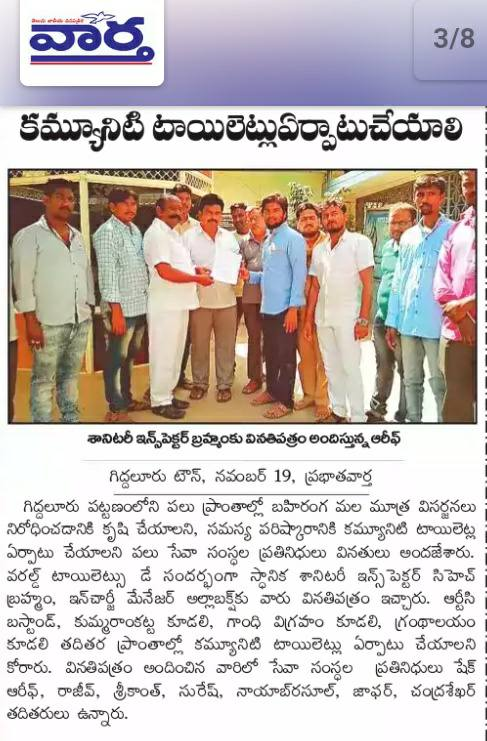 తెలుగు జాతీయ దినపత్రిక
వార్త
3/8
కమ్యూనిటి టాయిలెట్లుఏర్పాటుచేయాలి
శానిటరీ ఇన్స్‌పెక్టర్ బ్రహ్మంకు వినతిపత్రం అందిస్తున్న ఆరీఫ్
గిద్దలూరు టౌన్, నవంబర్ 19, ప్రభాతవార్త
గిద్దలూరు పట్టణంలోని పలు ప్రాంతాల్లో బహిరంగ మల మూత్ర విసర్జనలు
నిరోధించడానికి కృషి చేయాలని, సమస్య పరిష్కారానికి కమ్యూనిటి టాయిలెట్ల
ఏర్పాటు చేయాలని పలు సేవా సంస్థల ప్రతినిధులు వినతులు అందజేశారు.
వరల్డ్ టాయిలెట్సు డే సందర్భంగా స్థానిక శానిటరీ ఇన్స్‌పెక్టర్ సిహెచ్
బ్రహ్మం, ఇన్‌చార్జీ మేనేజర్ అల్లాబక్ష్‌కు వారు వినతిపత్రం ఇచ్చారు. ఆర్టీసి
బస్టాండ్, కుమ్మరాంకట్ట కూడలి, గాంధి విగ్రహం కూడలి, గ్రంథాలయం
కూడలి తదితర ప్రాంతాల్లో కమ్యూనిటి టాయిలెట్లు ఏర్పాటు చేయాలని
కోరారు. వినతిపత్రం అందించిన వారిలో సేవా సంస్థల ప్రతినిధులు షేక్
ఆరీఫ్, రాజీవ్, శ్రీకాంత్, సురేష్, నాయాబ్‌రసూల్, జాఫర్, చంద్రశేఖర్
తదితరులు ఉన్నారు.